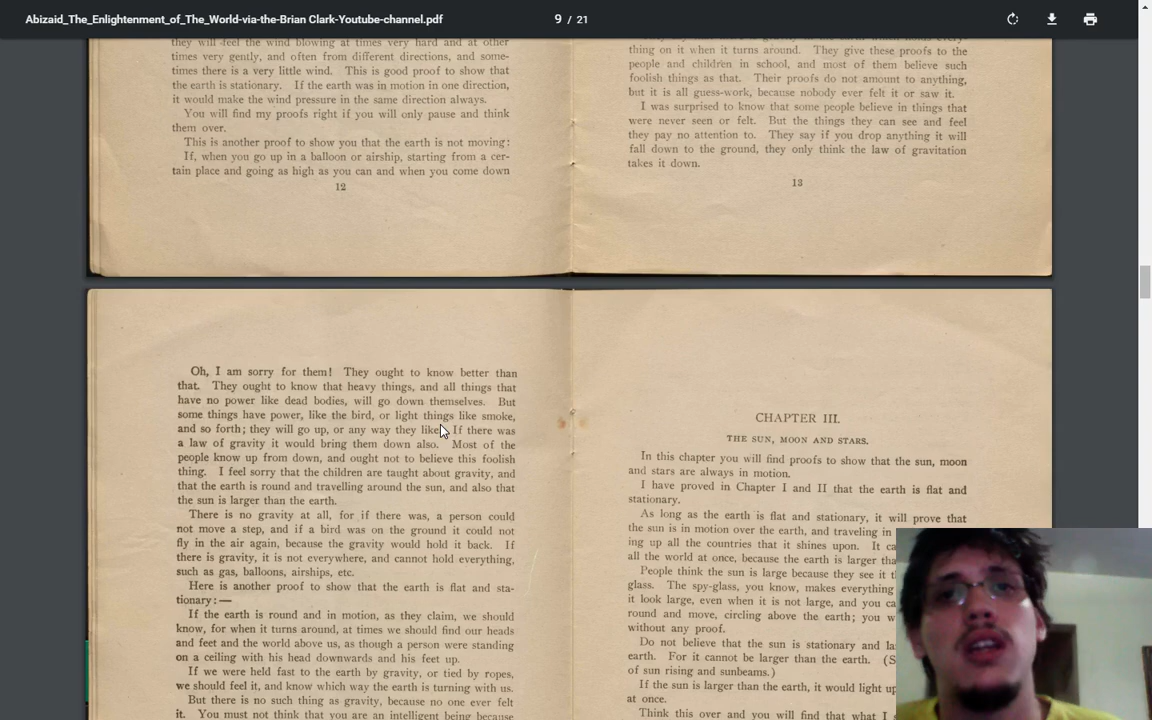 Abizaid_The_Enlightenment_of_The_World-via-the-Brian Clark-Youtube-channel.pdf
9 / 21
they will feel the wind blowing at times very hard and at other
times very gently, and often from different directions, and some-
times there is a very little wind. This is good proof to show that
the earth is stationary. If the earth was in motion in one direction,
it would make the wind pressure in the same direction always.
You will find my proofs right if you will only pause and think
them over.
This is another proof to show you that the earth is not moving:
If, when you go up in a balloon or airship, starting from a cer-
tain place and going as high as you can and when you come down
12
thing on it when it turns around. They give these proofs to the
people and children in school, and most of them believe such
foolish things as that. Their proofs do not amount to anything,
but it is all guess-work, because nobody ever felt it or saw it.
I was surprised to know that some people believe in things that
were never seen or felt. But the things they can see and feel
they pay no attention to. They say if you drop anything it will
fall down to the ground, they only think the law of gravitation
takes it down.
13
Oh, I am sorry for them! They ought to know better than
that. They ought to know that heavy things, and all things that
have no power like dead bodies, will go down themselves. But
some things have power, like the bird, or light things like smoke,
and so forth; they will go up, or any way they like. If there was
a law of gravity it would bring them down also. Most of the
people know up from down, and ought not to believe this foolish
thing. I feel sorry that the children are taught about gravity, and
that the earth is round and travelling around the sun, and also that
the sun is larger than the earth.
There is no gravity at all, for if there was, a person could
not move a step, and if a bird was on the ground it could not
fly in the air again, because the gravity would hold it back. If
there is gravity, it is not everywhere, and cannot hold everything,
such as gas, balloons, airships, etc.
Here is another proof to show that the earth is flat and sta-
tionary:—
If the earth is round and in motion, as they claim, we should
know, for when it turns around, at times we should find our heads
and feet and the world above us, as though a person were standing
on a ceiling with his head downwards and his feet up.
If we were held fast to the earth by gravity, or tied by ropes,
we should feel it, and know which way the earth is turning with us.
But there is no such thing as gravity, because no one ever felt
it. You must not think that you are an intelligent being because
CHAPTER III.
THE SUN, MOON AND STARS.
In this chapter you will find proofs to show that the sun, moon
and stars are always in motion.
I have proved in Chapter I and II that the earth is flat and
stationary.
As long as the earth is flat and stationary, it will prove that
the sun is in motion over the earth, and traveling in
ing up all the countries that it shines upon. It
all the world at once, because the earth is larger
People think the sun is large because they see it
glass. The spy-glass, you know, makes everything
it look large, even when it is not large, and you
round and move, circling above the earth; you
without any proof.
Do not believe that the sun is stationary and
earth. For it cannot be larger than the earth.
of sun rising and sunbeams.)
If the sun is larger than the earth, it would light up
at once.
Think this over and you will find that what I